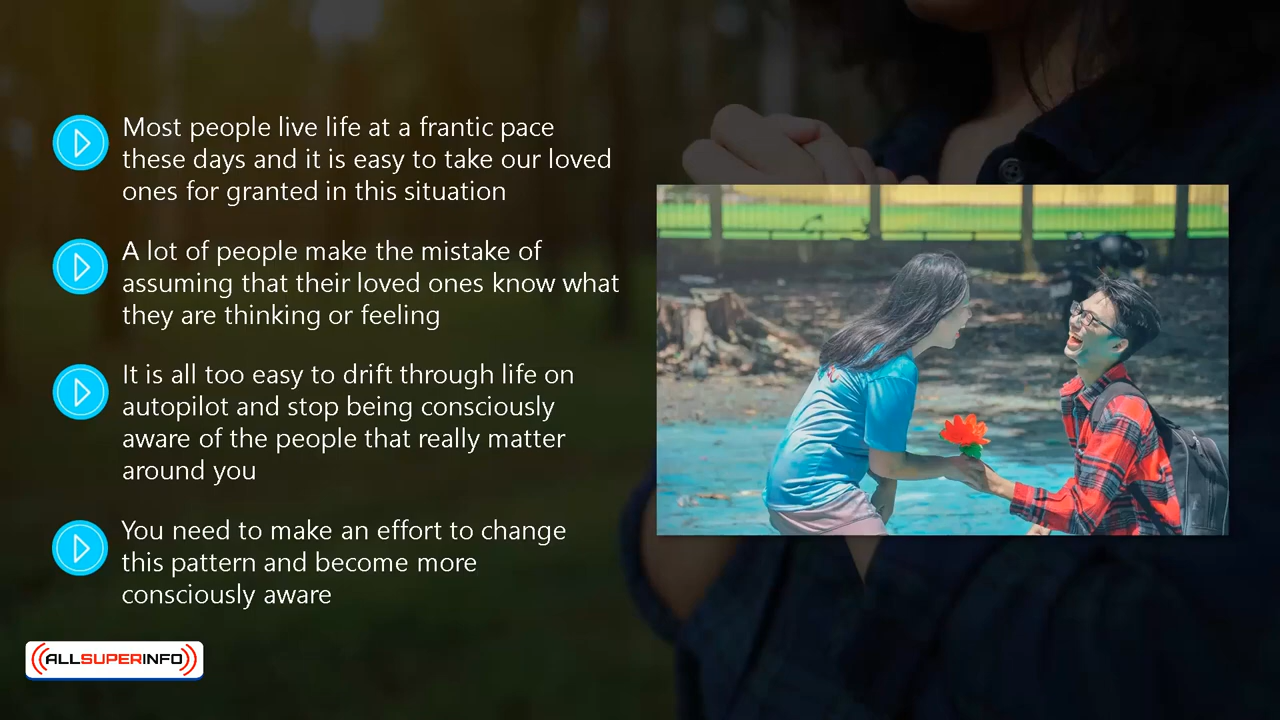 Most people live life at a frantic pace
these days and it is easy to take our loved
ones for granted in this situation
A lot of people make the mistake of
assuming that their loved ones know what
they are thinking or feeling
It is all too easy to drift through life on
autopilot and stop being consciously
aware of the people that really matter
around you
You need to make an effort to change
this pattern and become more
consciously aware
ALLSUPERINFO